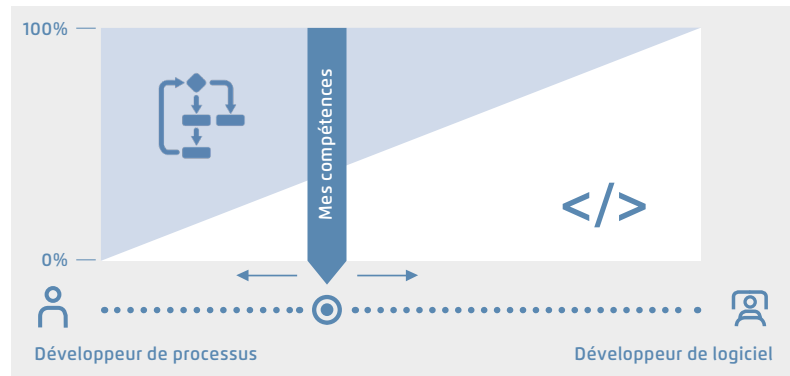 100%
Mes compétences
</>
0%
Développeur de processus
Développeur de logiciel